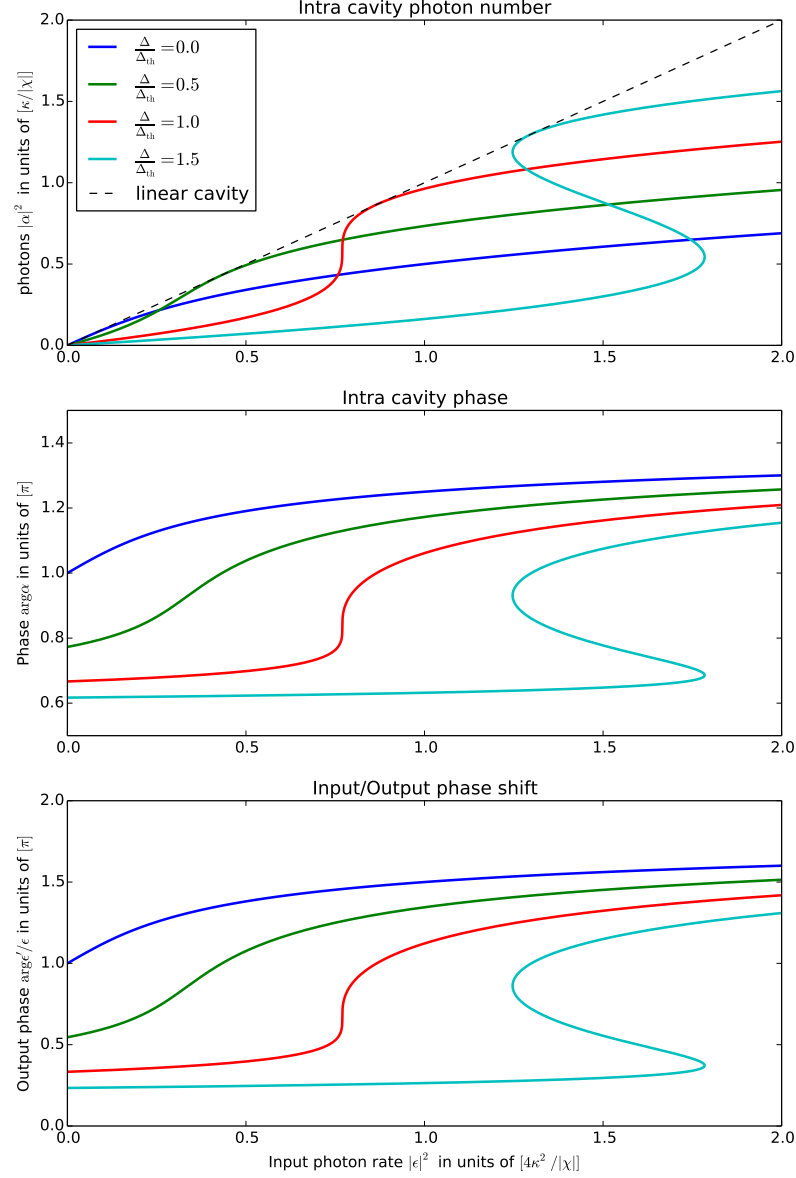 Intra cavity photon number
photons |α|² in units of [κ/|χ|]
2.0
1.5
1.0
0.5
0.0
Δ/Δth=0.0
Δ/Δth=0.5
Δ/Δth=1.0
Δ/Δth=1.5
linear cavity
0.0 0.5 1.0 1.5 2.0
Intra cavity phase
Phase argα in units of [π]
1.4
1.2
1.0
0.8
0.6
0.0 0.5 1.0 1.5 2.0
Input/Output phase shift
Output phase argϵ′/ϵ in units of [π]
2.0
1.5
1.0
0.5
0.0
0.0 0.5 1.0 1.5 2.0
Input photon rate |ϵ|² in units of [4κ²/|χ|]